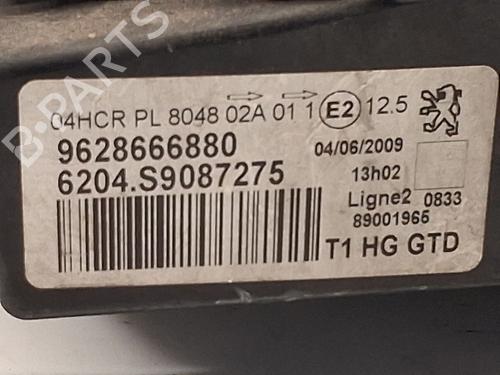 04HCR PL 8048 02A 01 1 E2 12.5
9628666880
6204.S9087275
04/06/2009
13h02
Ligne2 0833
89001965
T1 HG GTD
B-PARTS